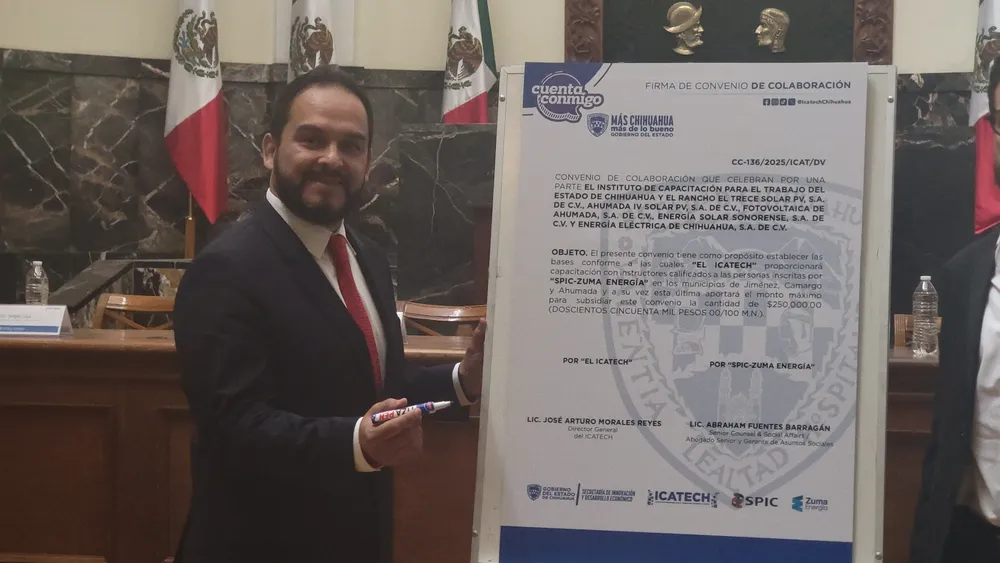 cuenta
conmigo
FIRMA DE CONVENIO DE COLABORACIÓN
@IcatechChihuahua
MÁS CHIHUAHUA
más de lo bueno
GOBIERNO DEL ESTADO
CC-136/2025/ICAT/DV
CONVENIO DE COLABORACIÓN QUE CELEBRAN POR UNA
PARTE EL INSTITUTO DE CAPACITACIÓN PARA EL TRABAJO DEL
ESTADO DE CHIHUAHUA Y EL RANCHO EL TRECE SOLAR PV, S.A.
DE C.V., AHUMADA IV SOLAR PV, S.A. DE C.V., FOTOVOLTAICA DE
AHUMADA, S.A. DE C.V., ENERGÍA SOLAR SONORENSE, S.A. DE
C.V. Y ENERGÍA ELÉCTRICA DE CHIHUAHUA, S.A. DE C.V.
OBJETO. El presente convenio tiene como propósito establecer las
bases conforme a las cuales "EL ICATECH" proporcionará
capacitación con instructores calificados a las personas inscritas por
"SPIC-ZUMA ENERGÍA" en los municipios de Jiménez, Camargo
y Ahumada y a su vez esta última aportará el monto máximo
para subsidiar este convenio la cantidad de $250,000.00
(DOSCIENTOS CINCUENTA MIL PESOS 00/100 M.N.).
POR "EL ICATECH"
POR "SPIC-ZUMA ENERGÍA"
LIC. JOSÉ ARTURO MORALES REYES
Director General
del ICATECH
LIC. ABRAHAM FUENTES BARRAGÁN
Senior Counsel & Social Affairs /
Abogado Senior y Gerente de Asuntos Sociales
LEALTAD
GOBIERNO DEL ESTADO
DE CHIHUAHUA
SECRETARÍA DE INNOVACIÓN
Y DESARROLLO ECONÓMICO
ICATECH
SPIC
Zuma
Energía